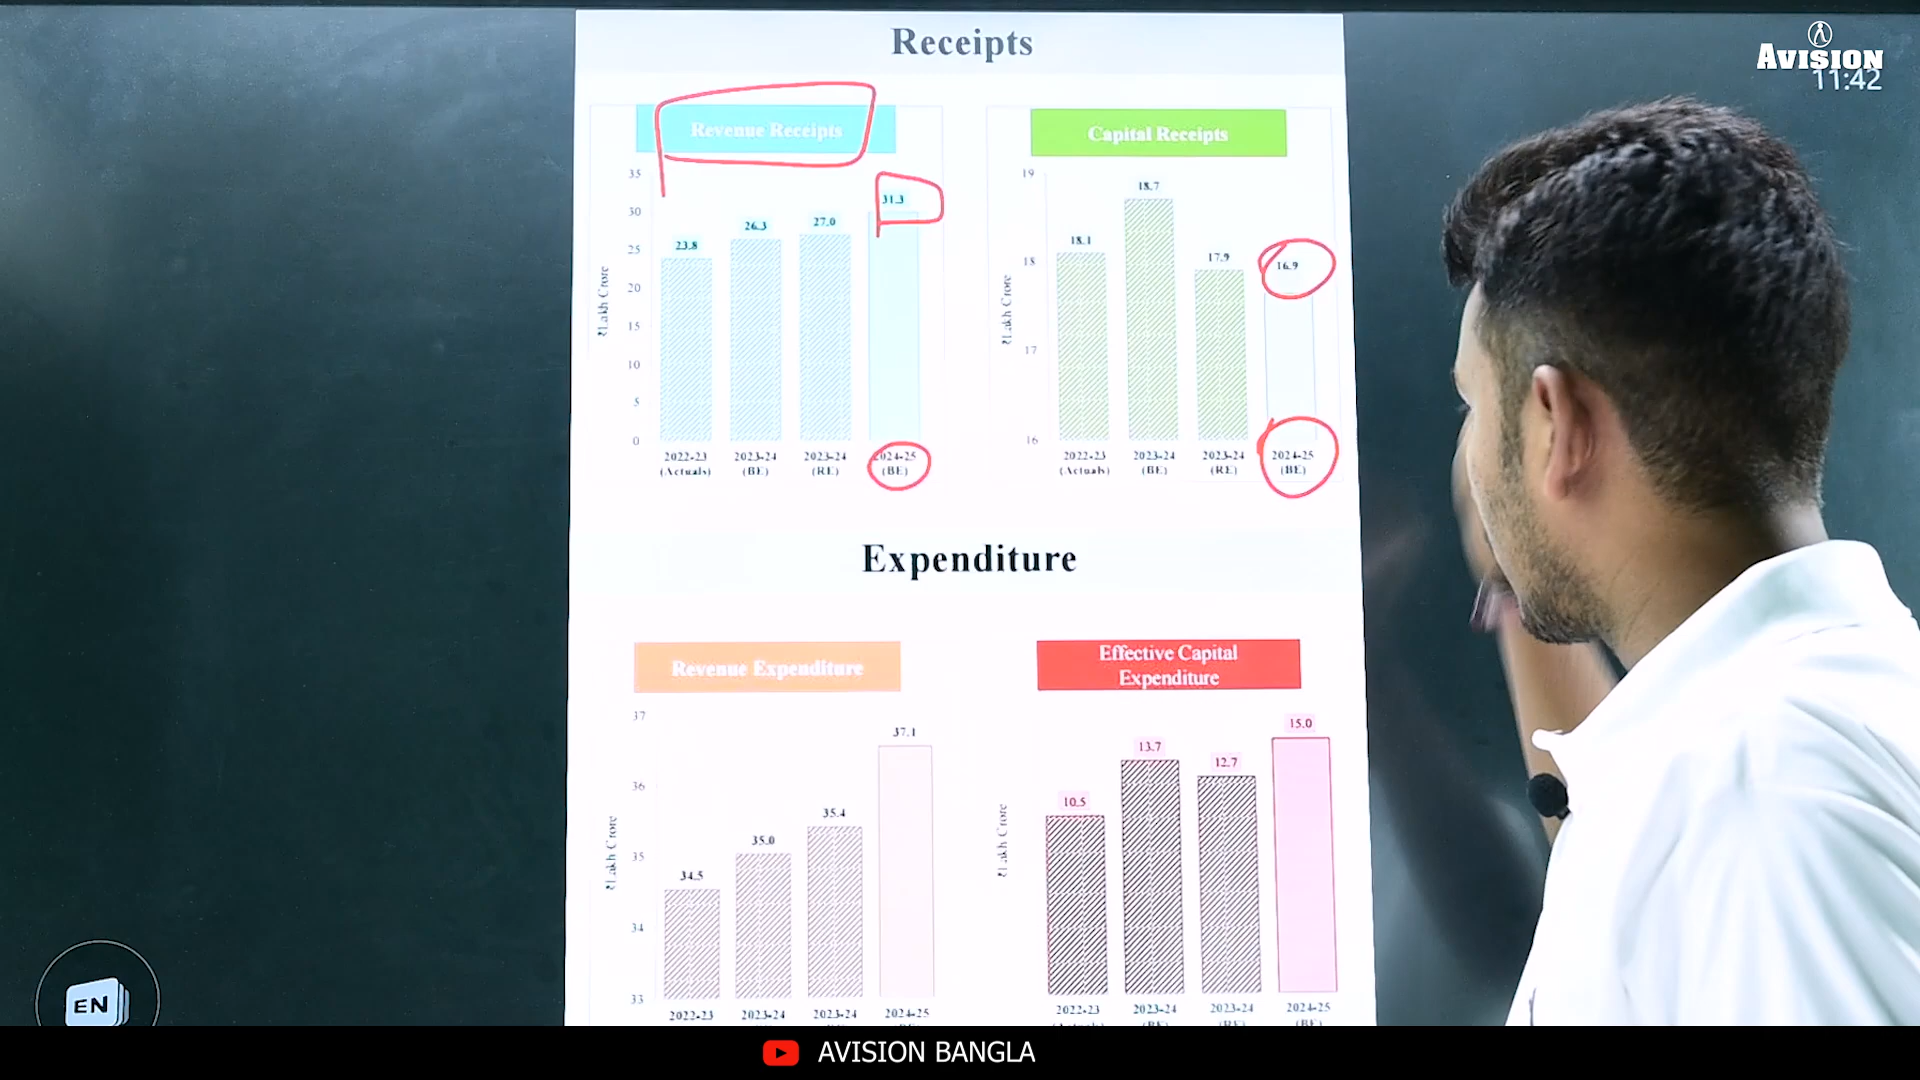 Receipts
AVISION
11:42
Revenue Receipts
35
30
25
20
15
10
5
0
₹Lakh Crore
23.8
26.3
27.0
31.3
2022-23
(Actuals)
2023-24
(BE)
2023-24
(RE)
2024-25
(BE)
Capital Receipts
19
18
17
16
₹Lakh Crore
18.1
18.7
17.9
16.9
2022-23
(Actuals)
2023-24
(BE)
2023-24
(RE)
2024-25
(BE)
Expenditure
Revenue Expenditure
37
36
35
34
33
₹Lakh Crore
34.5
35.0
35.4
37.1
2022-23
2023-24
2023-24
2024-25
Effective Capital
Expenditure
₹Lakh Crore
10.5
13.7
12.7
15.0
2022-23
2023-24
2023-24
2024-25
EN
AVISION BANGLA